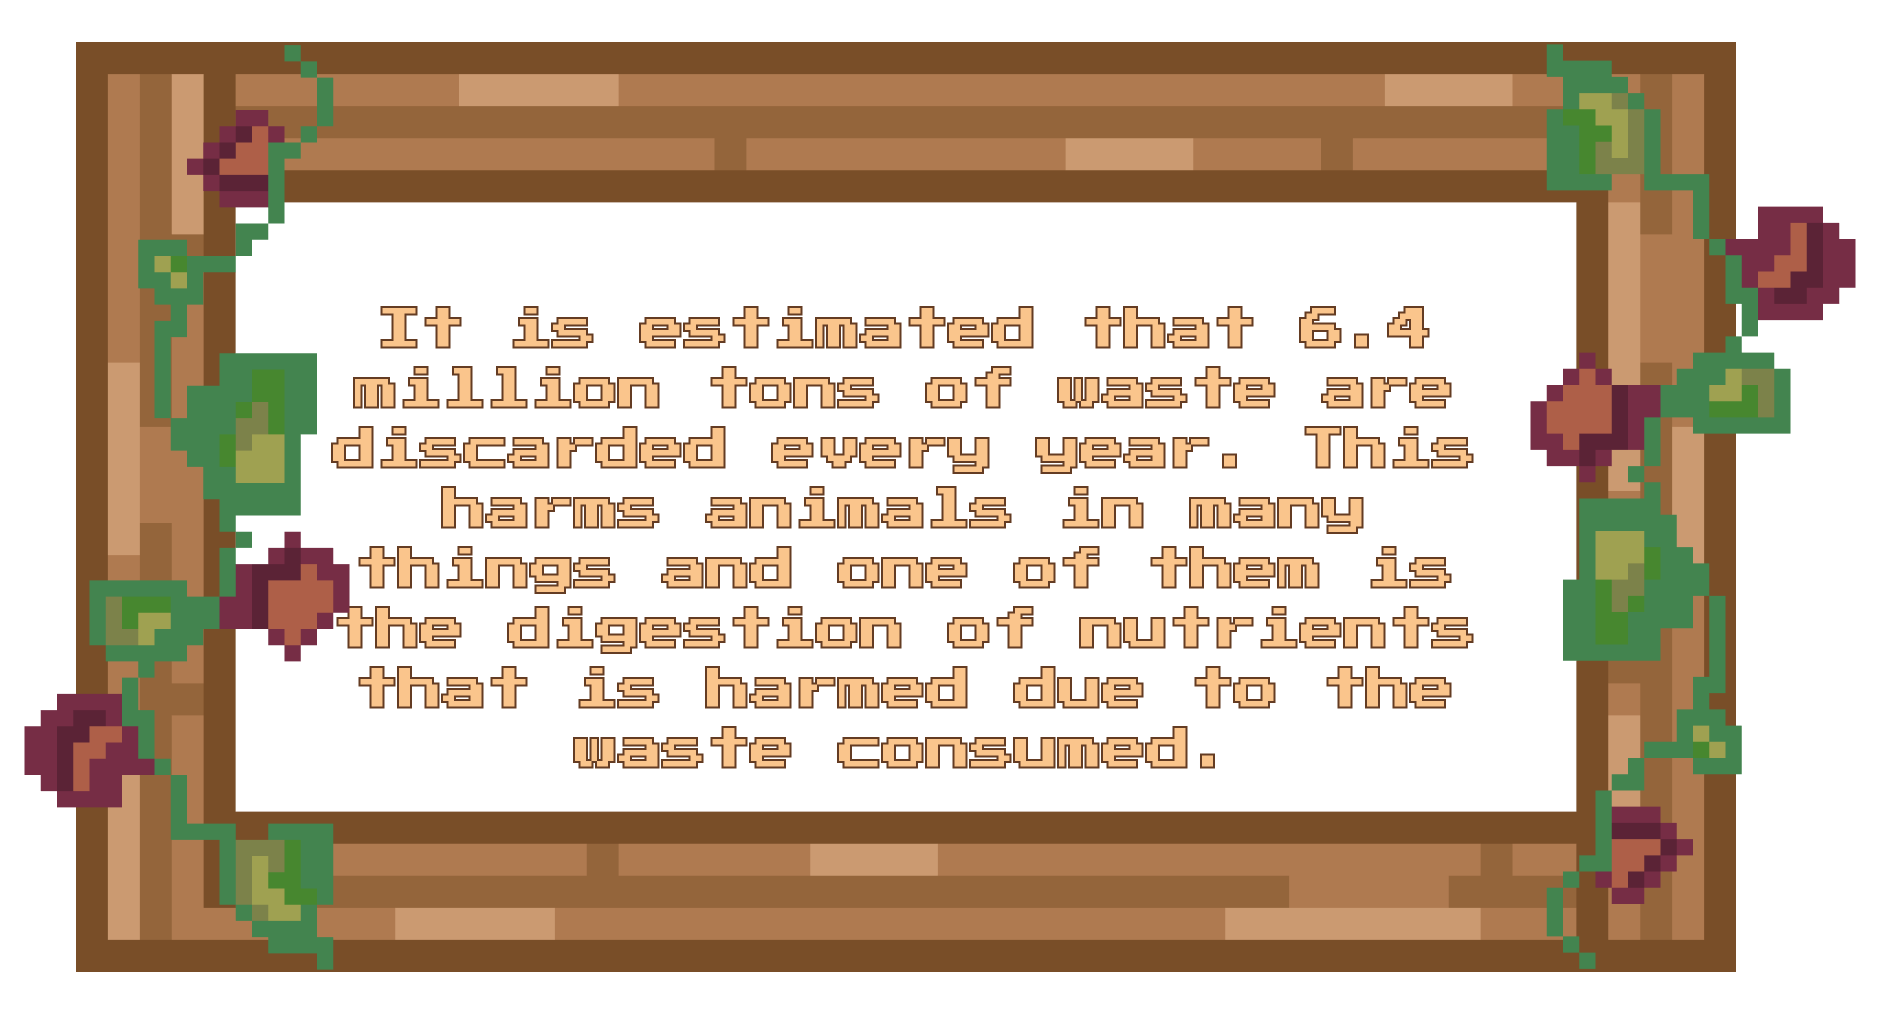 It is estimated that 6.4
million tons of waste are
discarded every year. This
harms animals in many
things and one of them is
the digestion of nutrients
that is harmed due to the
waste consumed.